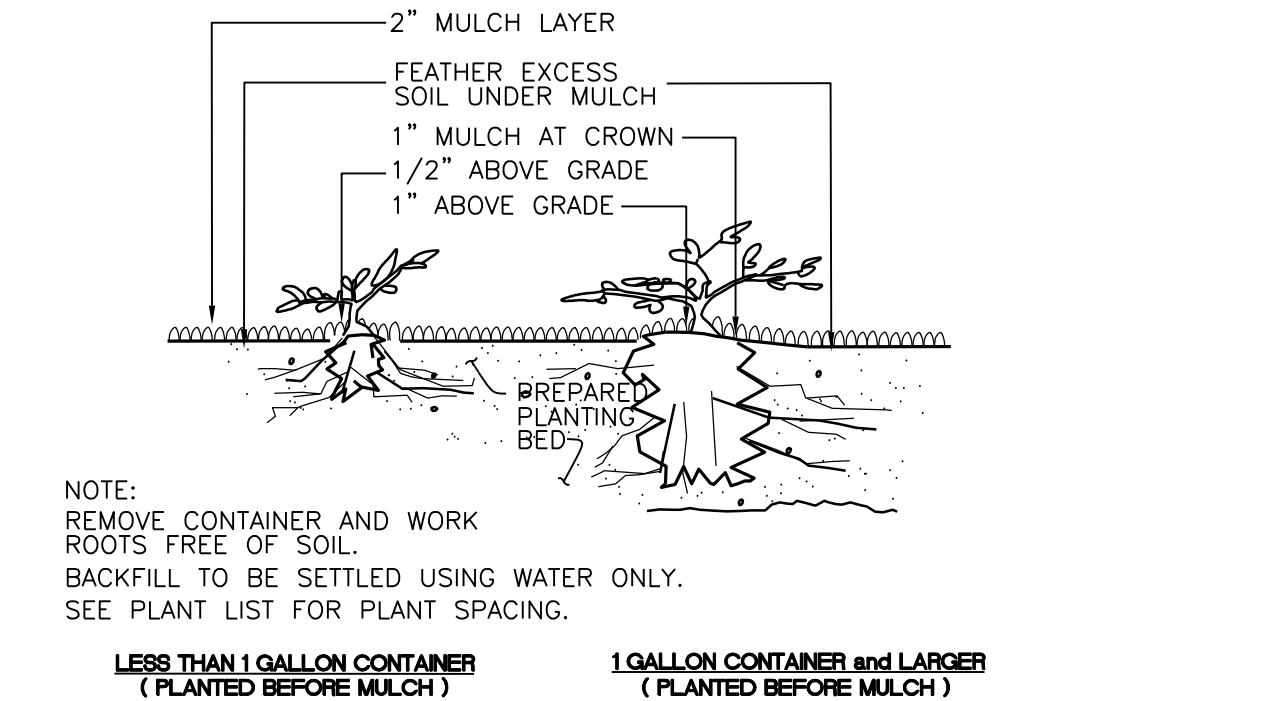 2” MULCH LAYER
FEATHER EXCESS
SOIL UNDER MULCH
1” MULCH AT CROWN
1/2” ABOVE GRADE
1” ABOVE GRADE
PREPARED
PLANTING
BED
NOTE:
REMOVE CONTAINER AND WORK
ROOTS FREE OF SOIL.
BACKFILL TO BE SETTLED USING WATER ONLY.
SEE PLANT LIST FOR PLANT SPACING.
LESS THAN 1 GALLON CONTAINER
( PLANTED BEFORE MULCH )
1 GALLON CONTAINER and LARGER
( PLANTED BEFORE MULCH )